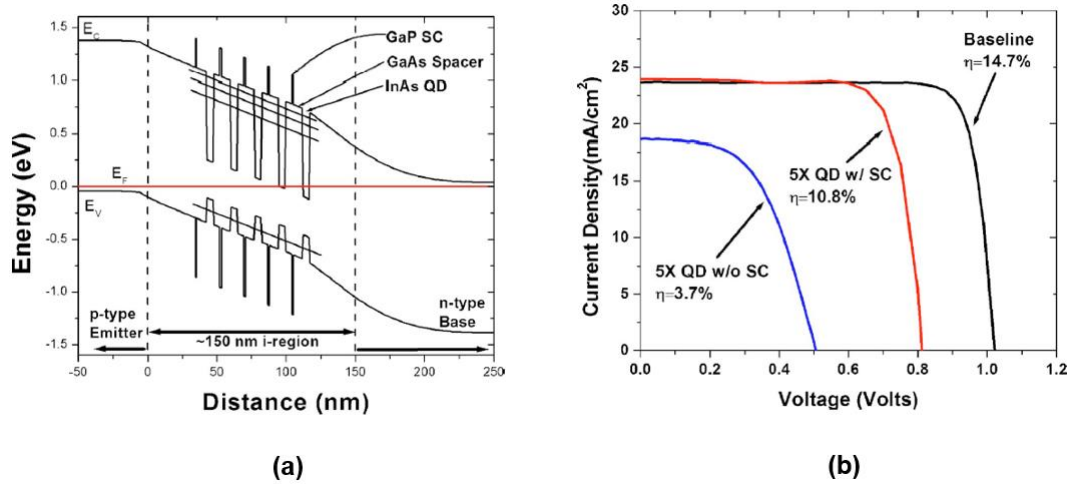 E_C
GaP SC
GaAs Spacer
InAs QD
E_F
E_V
p-type
Emitter
~150 nm i-region
n-type
Base
1.5
1.0
0.5
0.0
-0.5
-1.0
-1.5
Energy (eV)
-50 0 50 100 150 200 250
Distance (nm)
(a)
30
25
20
15
10
5
0
Current Density(mA/cm²)
Baseline
η=14.7%
5X QD w/ SC
η=10.8%
5X QD w/o SC
η=3.7%
0.0 0.2 0.4 0.6 0.8 1.0 1.2
Voltage (Volts)
(b)